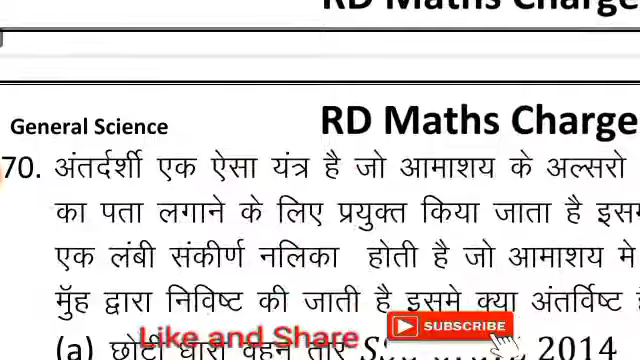 RD Maths Charge
General Science
RD Maths Charge
70. अंतर्दर्शी एक ऐसा यंत्र है जो आमाशय के अल्सरो
का पता लगाने के लिए प्रयुक्त किया जाता है इसम
एक लंबी संकीर्ण नलिका होती है जो आमाशय मे
मुँह द्वारा निविष्ट की जाती है इसमे क्या अंतर्विष्ट ह
(a) छोटी धारा वहन तार 2014
Like and Share
SUBSCRIBE